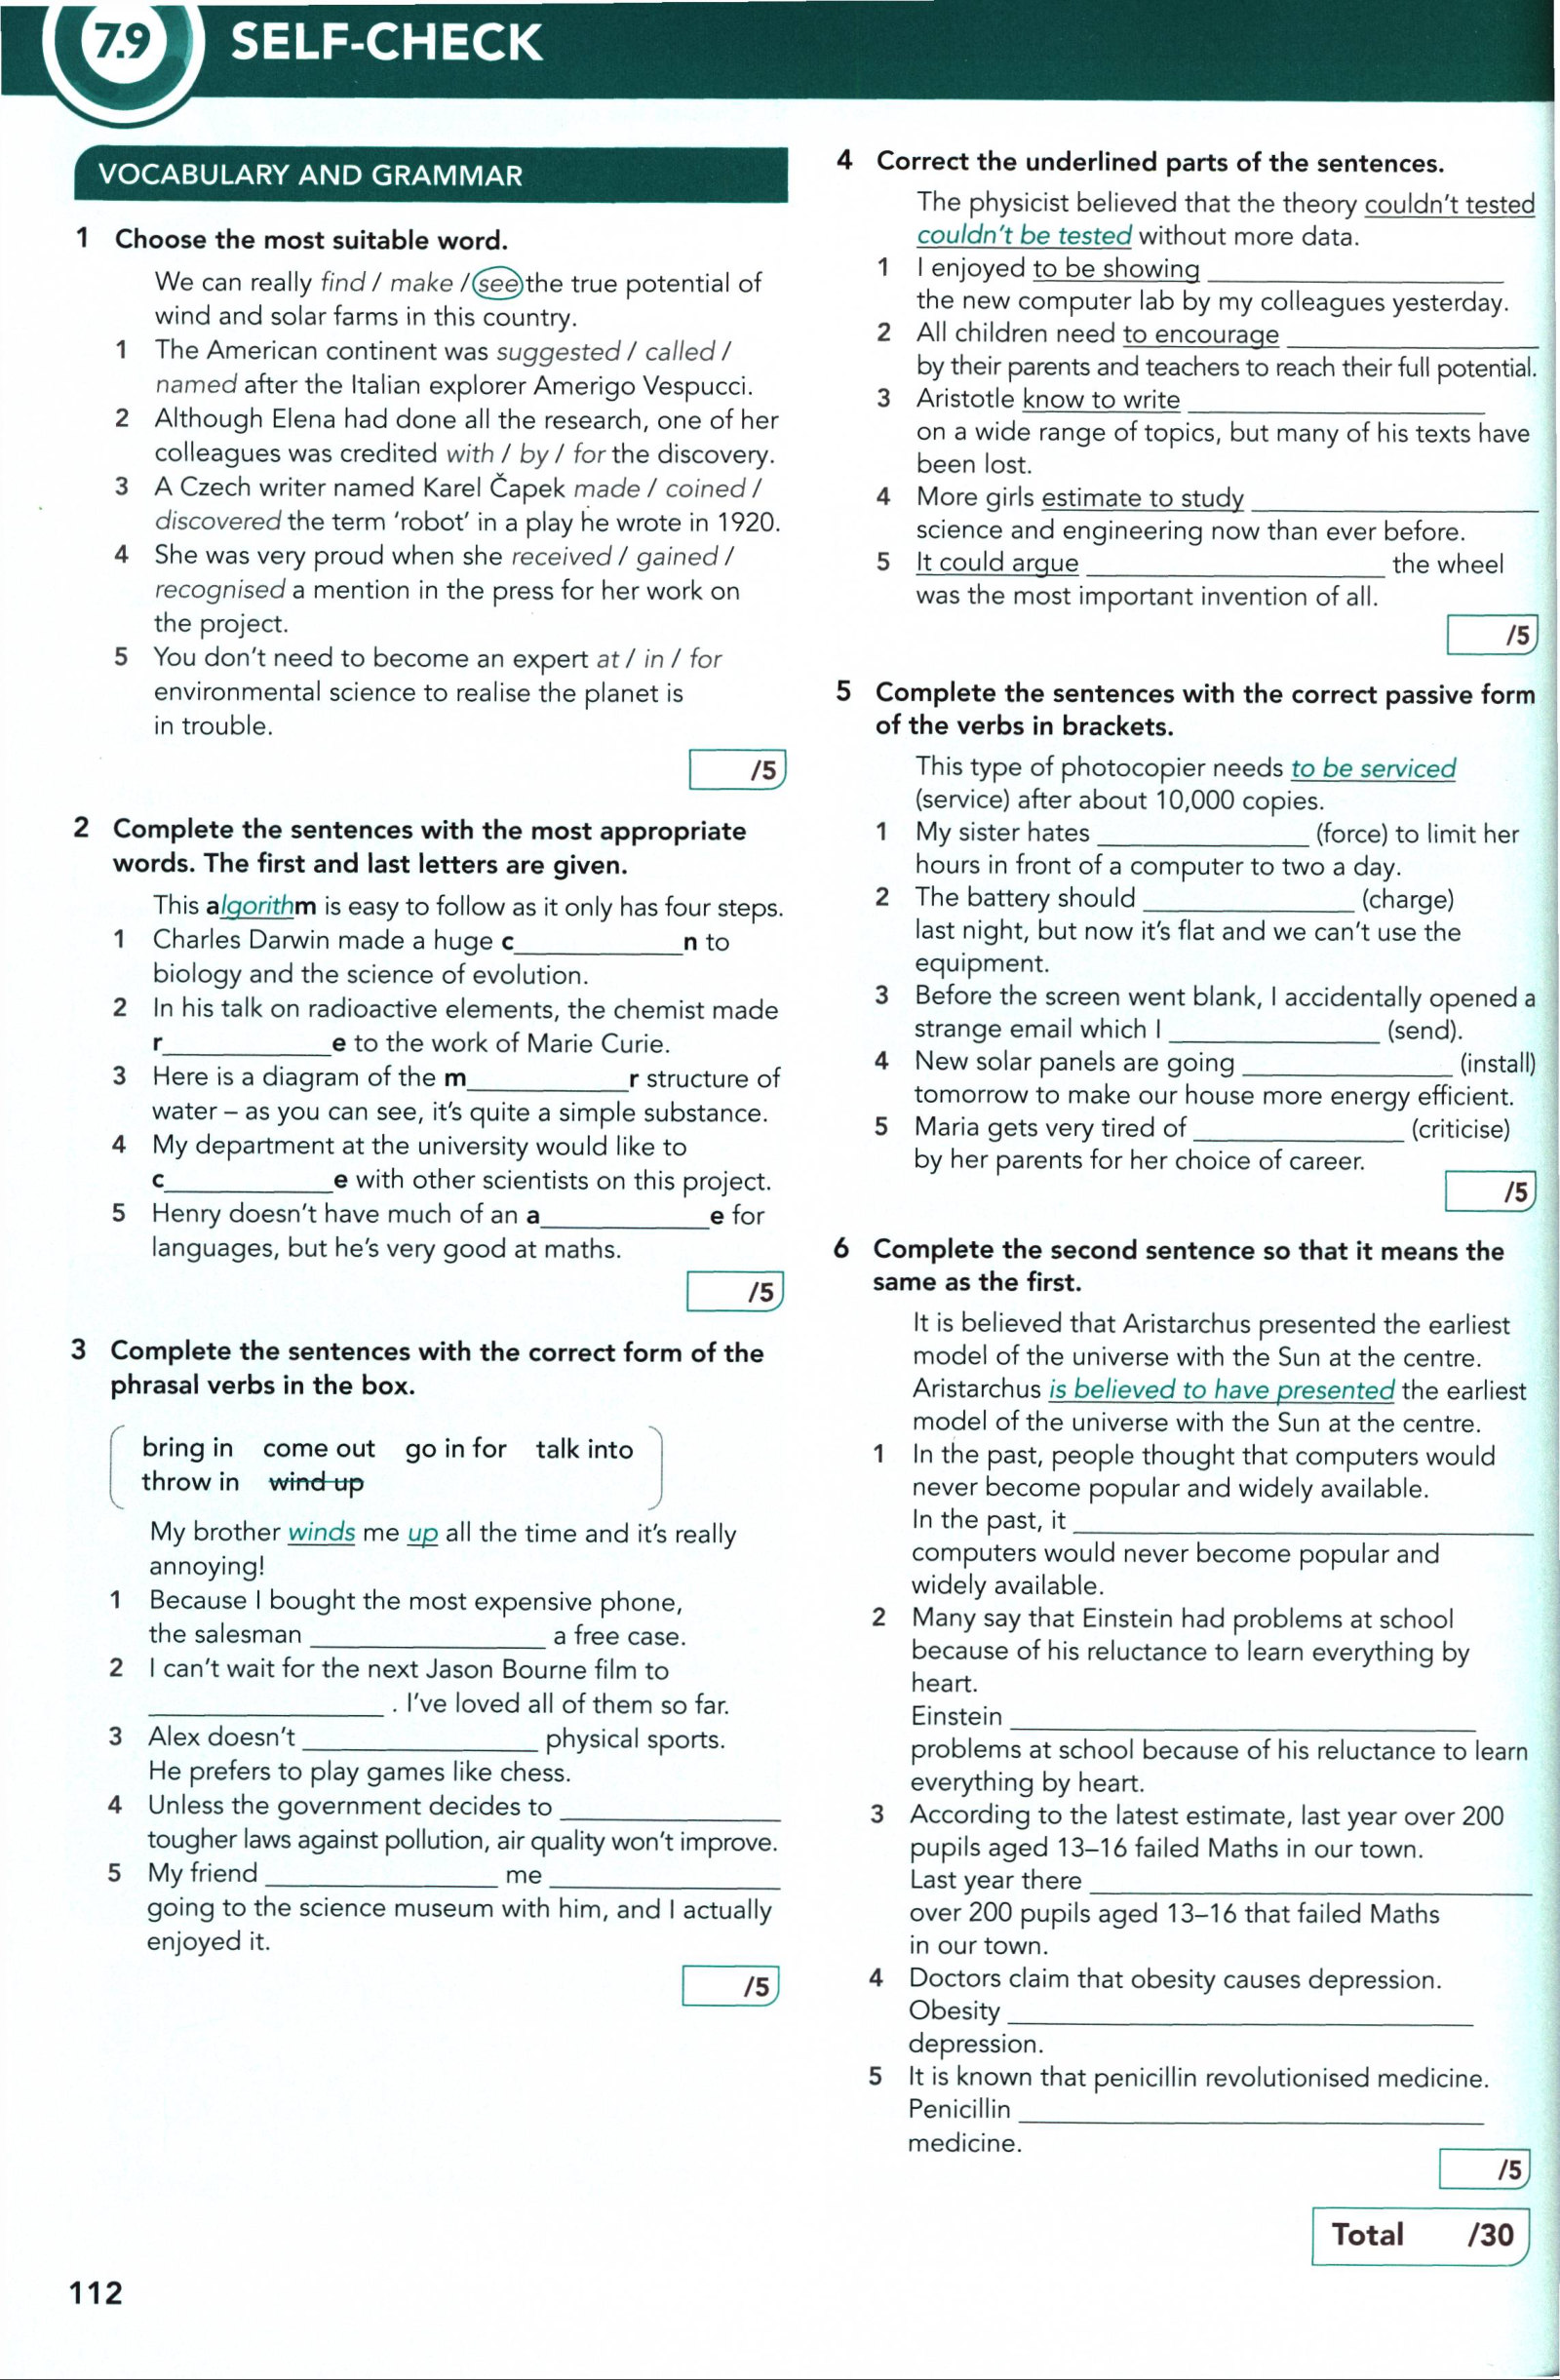 7.9 SELF-CHECK
VOCABULARY AND GRAMMAR
1 Choose the most suitable word.
We can really find / make / see the true potential of
wind and solar farms in this country.
1 The American continent was suggested / called /
named after the Italian explorer Amerigo Vespucci.
2 Although Elena had done all the research, one of her
colleagues was credited with / by / for the discovery.
3 A Czech writer named Karel Čapek made / coined /
discovered the term ‘robot’ in a play he wrote in 1920.
4 She was very proud when she received / gained /
recognised a mention in the press for her work on
the project.
5 You don’t need to become an expert at / in / for
environmental science to realise the planet is
in trouble.
/5
2 Complete the sentences with the most appropriate
words. The first and last letters are given.
This algorithm is easy to follow as it only has four steps.
1 Charles Darwin made a huge c____________n to
biology and the science of evolution.
2 In his talk on radioactive elements, the chemist made
r____________e to the work of Marie Curie.
3 Here is a diagram of the m____________r structure of
water – as you can see, it’s quite a simple substance.
4 My department at the university would like to
c____________e with other scientists on this project.
5 Henry doesn’t have much of an a____________e for
languages, but he’s very good at maths.
/5
3 Complete the sentences with the correct form of the
phrasal verbs in the box.
bring in come out go in for talk into
throw in wind up
My brother winds me up all the time and it’s really
annoying!
1 Because I bought the most expensive phone,
the salesman ________________ a free case.
2 I can’t wait for the next Jason Bourne film to
________________ . I’ve loved all of them so far.
3 Alex doesn’t ________________ physical sports.
He prefers to play games like chess.
4 Unless the government decides to ________________
tougher laws against pollution, air quality won’t improve.
5 My friend ________________ me ________________
going to the science museum with him, and I actually
enjoyed it.
/5
112
4 Correct the underlined parts of the sentences.
The physicist believed that the theory couldn’t tested
couldn’t be tested without more data.
1 I enjoyed to be showing ____________________
the new computer lab by my colleagues yesterday.
2 All children need to encourage ____________________
by their parents and teachers to reach their full potential.
3 Aristotle know to write ____________________
on a wide range of topics, but many of his texts have
been lost.
4 More girls estimate to study ____________________
science and engineering now than ever before.
5 It could argue ____________________ the wheel
was the most important invention of all.
/5
5 Complete the sentences with the correct passive form
of the verbs in brackets.
This type of photocopier needs to be serviced
(service) after about 10,000 copies.
1 My sister hates ______________ (force) to limit her
hours in front of a computer to two a day.
2 The battery should ______________ (charge)
last night, but now it’s flat and we can’t use the
equipment.
3 Before the screen went blank, I accidentally opened a
strange email which I ______________ (send).
4 New solar panels are going ______________ (install)
tomorrow to make our house more energy efficient.
5 Maria gets very tired of ______________ (criticise)
by her parents for her choice of career.
/5
6 Complete the second sentence so that it means the
same as the first.
It is believed that Aristarchus presented the earliest
model of the universe with the Sun at the centre.
Aristarchus is believed to have presented the earliest
model of the universe with the Sun at the centre.
1 In the past, people thought that computers would
never become popular and widely available.
In the past, it ______________________________
computers would never become popular and
widely available.
2 Many say that Einstein had problems at school
because of his reluctance to learn everything by
heart.
Einstein ______________________________
problems at school because of his reluctance to learn
everything by heart.
3 According to the latest estimate, last year over 200
pupils aged 13–16 failed Maths in our town.
Last year there ______________________________
over 200 pupils aged 13–16 that failed Maths
in our town.
4 Doctors claim that obesity causes depression.
Obesity ______________________________
depression.
5 It is known that penicillin revolutionised medicine.
Penicillin ______________________________
medicine.
/5
Total /30